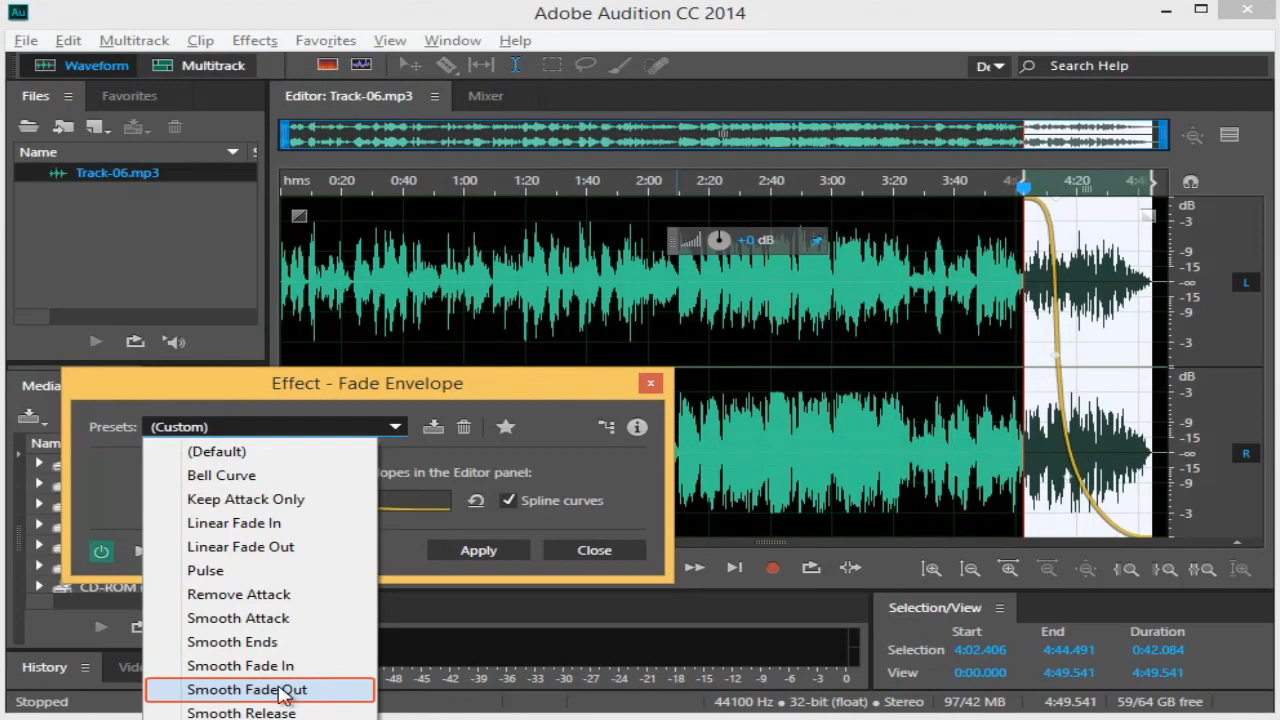 Au
Adobe Audition CC 2014
File Edit Multitrack Clip Effects Favorites View Window Help
Waveform Multitrack De Search Help
Files Favorites Editor: Track-06.mp3 Mixer
Name
Track-06.mp3
hms 0:20 0:40 1:00 1:20 1:40 2:00 2:20 2:40 3:00 3:20 3:40 4:20
dB
-3
-9
-15
-∞
-15
-9
-3
L
+0 dB
dB
-3
-9
-15
-∞
-15
-9
-3
R
Media
Nam
CD-ROM
Effect - Fade Envelope
Presets: (Custom)
(Default)
Bell Curve
Keep Attack Only
Linear Fade In
Linear Fade Out
Pulse
Remove Attack
Smooth Attack
Smooth Ends
Smooth Fade In
Smooth Fade Out
Smooth Release
lopes in the Editor panel:
Spline curves
Apply Close
Selection/View
Start End Duration
Selection 4:02.406 4:44.491 0:42.084
View 0:00.000 4:49.541 4:49.541
History Vide
-48 -45 -42 -39 -36 -33 -30 -27 -24 -21 -18 -15 -12 -9 -6 -3 0
Stopped 44100 Hz ● 32-bit (float) ● Stereo 97/42 MB 4:49.541 59/64 GB free